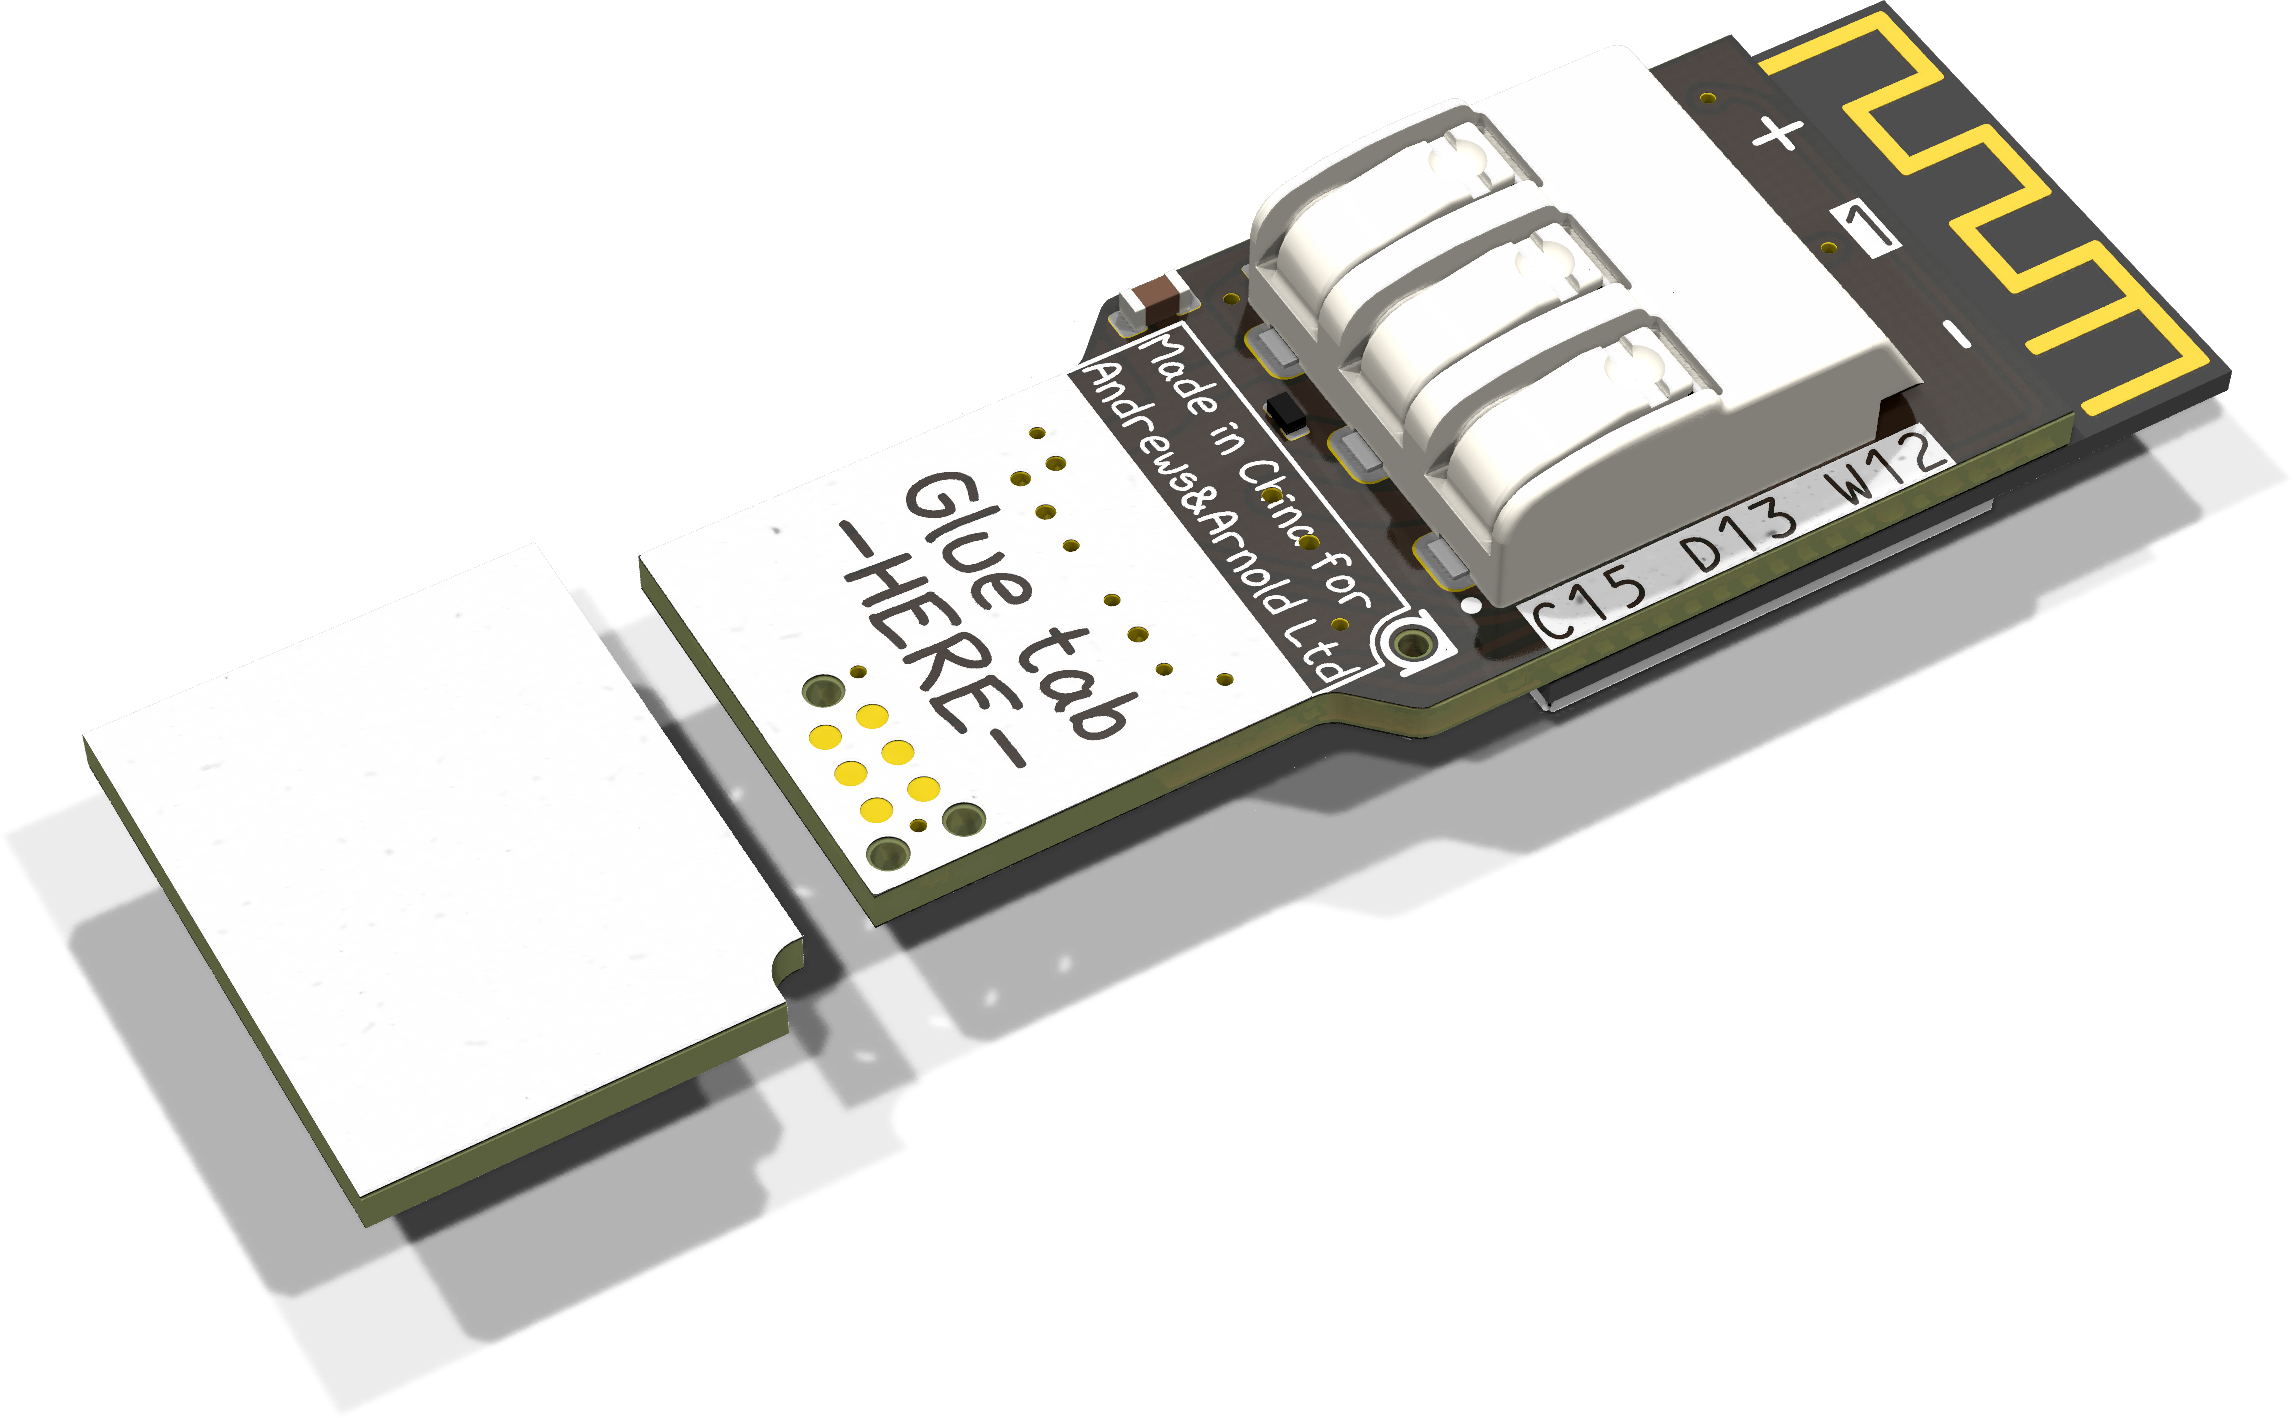 Glue tab
-HERE-
Made in China for
Andrews&Arnold Ltd
+
1
-
C15 D13 W12